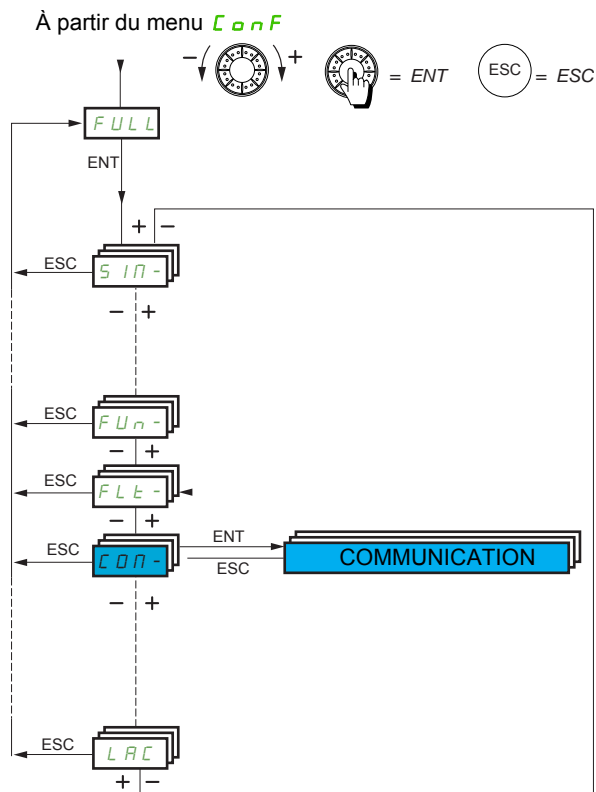 À partir du menu ConF
− + = ENT ESC = ESC
FULL
ENT
+ −
ESC SIM-
− +
ESC FUn-
− +
ESC FLt-
− +
ESC COM- ENT COMMUNICATION
ESC
− +
ESC LAC
+ −